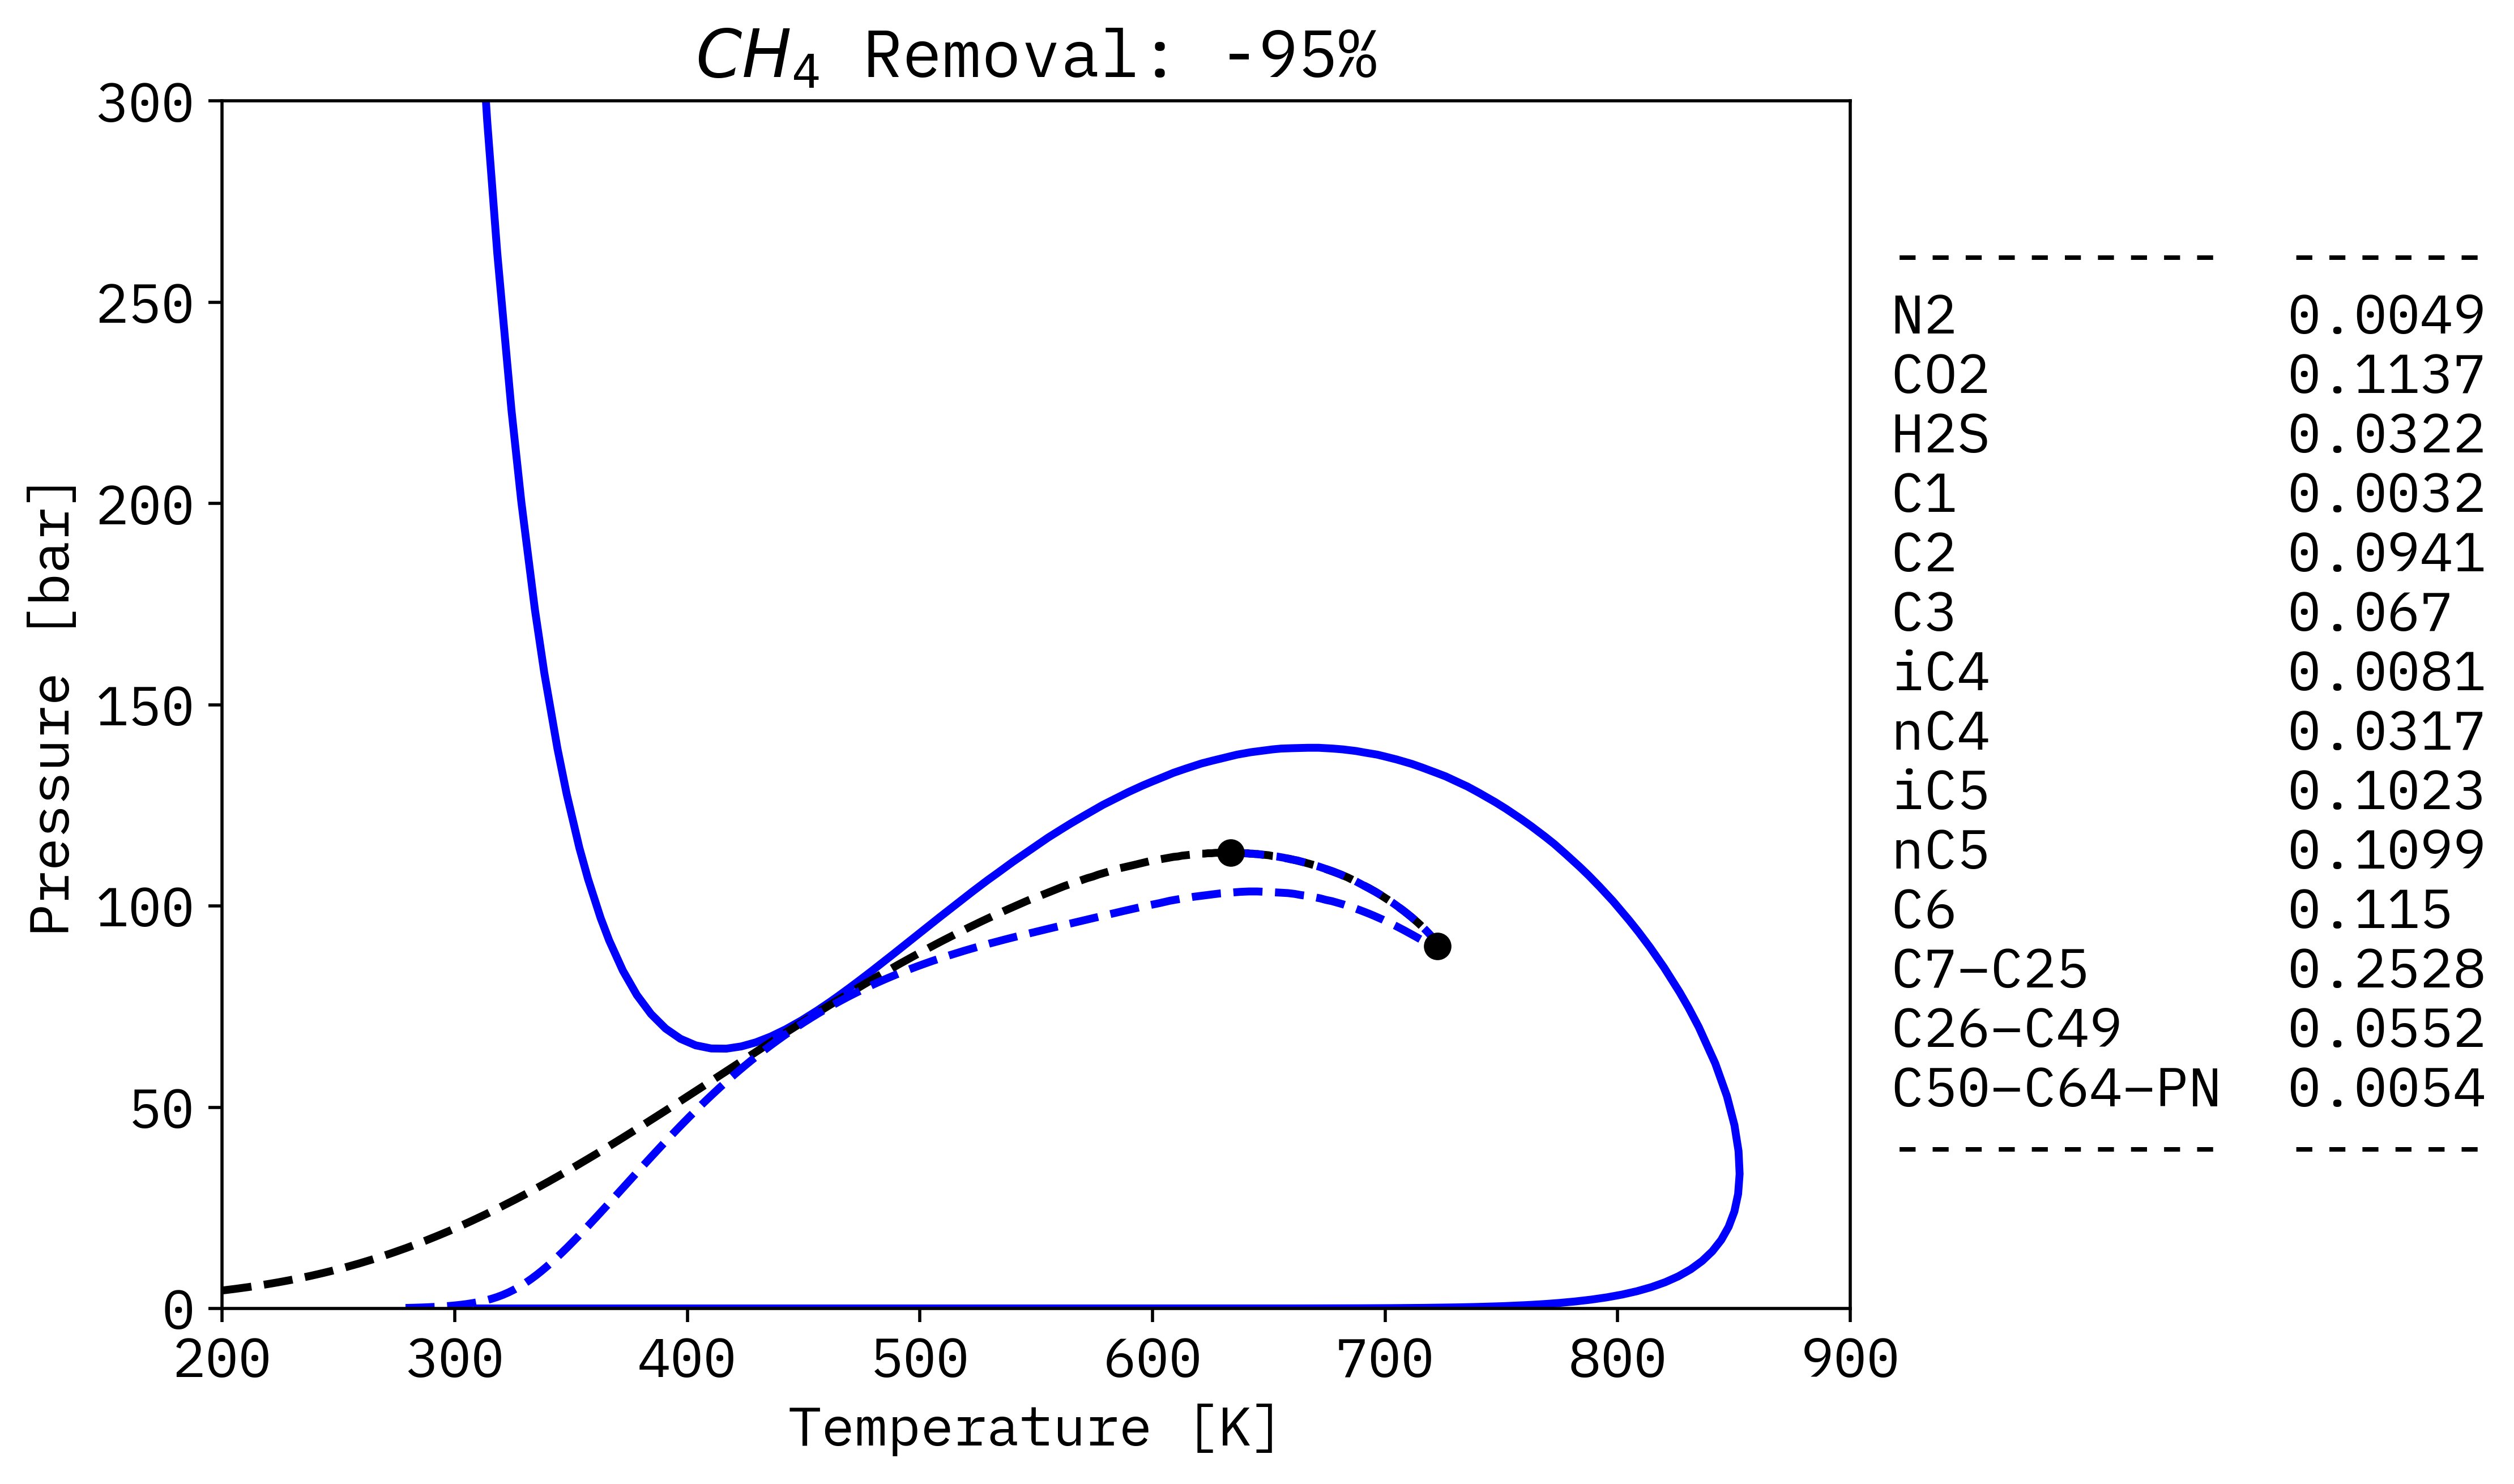 CH4 Removal: -95%
300
250
200
150
100
50
0
Pressure [bar]
200 300 400 500 600 700 800 900
Temperature [K]
---------- ------
N2 0.0049
CO2 0.1137
H2S 0.0322
C1 0.0032
C2 0.0941
C3 0.067
iC4 0.0081
nC4 0.0317
iC5 0.1023
nC5 0.1099
C6 0.115
C7-C25 0.2528
C26-C49 0.0552
C50-C64-PN 0.0054
---------- ------